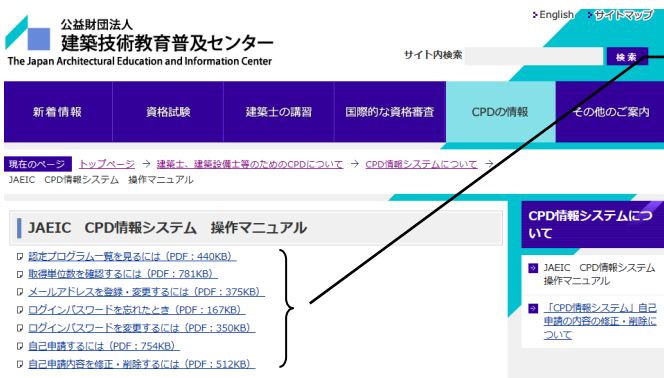 English サイトマップ
公益財団法人
建築技術教育普及センター
The Japan Architectural Education and Information Center
サイト内検索 検索
新着情報 資格試験 建築士の講習 国際的な資格審査 CPDの情報 その他のご案内
現在のページ トップページ → 建築士、建築設備士等のためのCPDについて → CPD情報システムについて →
JAEIC CPD情報システム 操作マニュアル
JAEIC CPD情報システム 操作マニュアル
認定プログラム一覧を見るには（PDF：440KB）
取得単位数を確認するには（PDF：781KB）
メールアドレスを登録・変更するには（PDF：375KB）
ログインパスワードを忘れたとき（PDF：167KB）
ログインパスワードを変更するには（PDF：350KB）
自己申請するには（PDF：754KB）
自己申請内容を修正・削除するには（PDF：512KB）
CPD情報システムにつ
いて
JAEIC CPD情報システム
操作マニュアル
「CPD情報システム」自己
申請の内容の修正・削除に
ついて